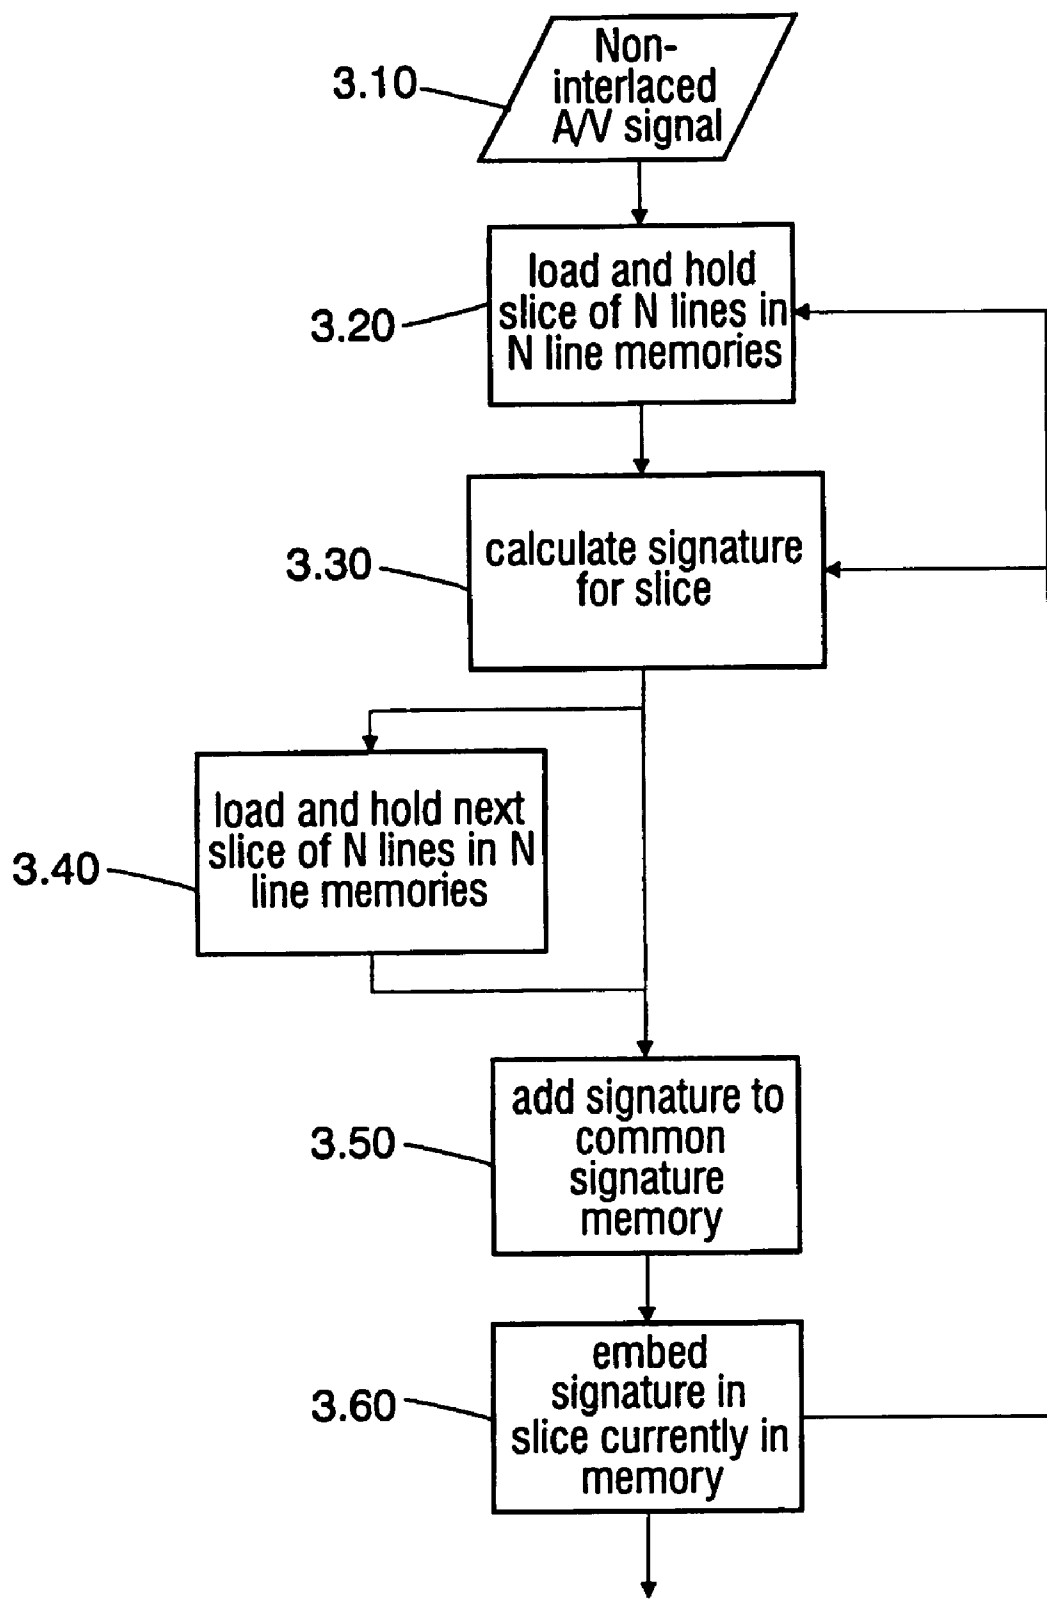 Non-
interlaced
A/V signal
3.10
load and hold
slice of N lines in
N line memories
3.20
calculate signature
for slice
3.30
load and hold next
slice of N lines in N
line memories
3.40
add signature to
common
signature
memory
3.50
embed
signature in
slice currently in
memory
3.60